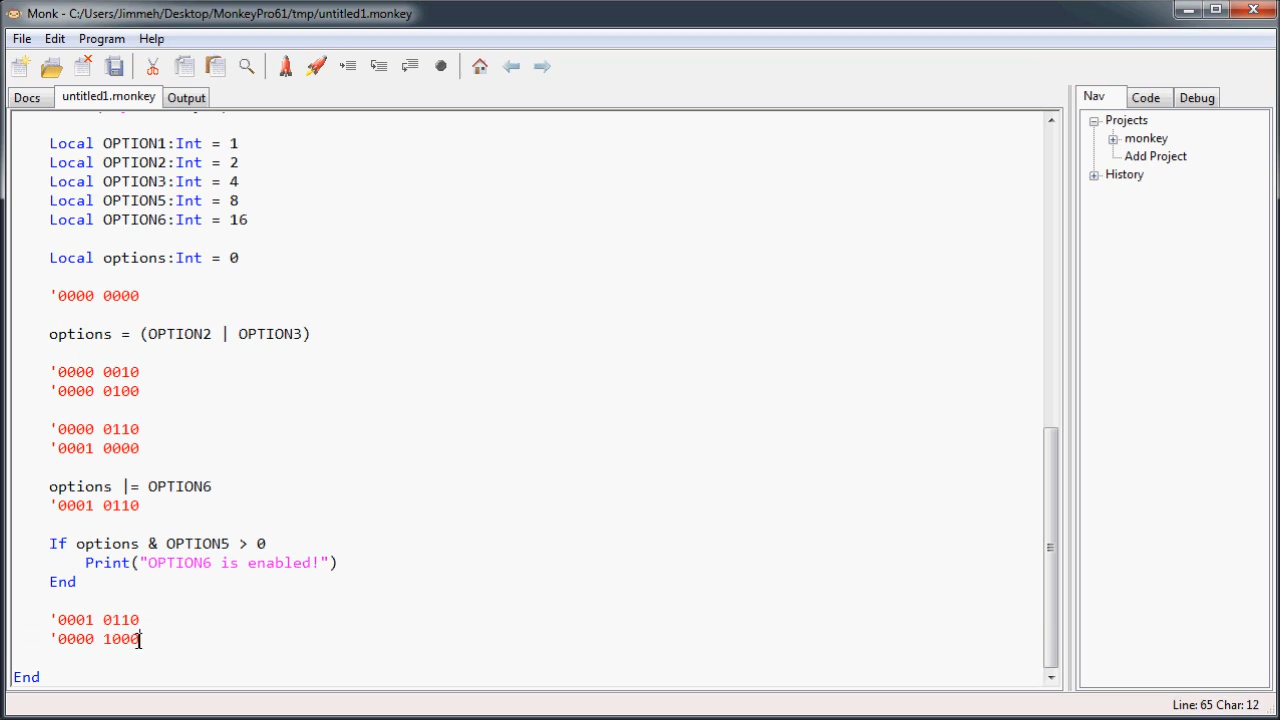 Monk - C:/Users/Jimmeh/Desktop/MonkeyPro61/tmp/untitled1.monkey
File Edit Program Help
Docs untitled1.monkey Output
Nav Code Debug
Local OPTION1:Int = 1
Local OPTION2:Int = 2
Local OPTION3:Int = 4
Local OPTION5:Int = 8
Local OPTION6:Int = 16
Local options:Int = 0
'0000 0000
options = (OPTION2 | OPTION3)
'0000 0010
'0000 0100
'0000 0110
'0001 0000
options |= OPTION6
'0001 0110
If options & OPTION5 > 0
Print("OPTION6 is enabled!")
End
'0001 0110
'0000 1000
End
Projects
monkey
Add Project
History
Line: 65 Char: 12